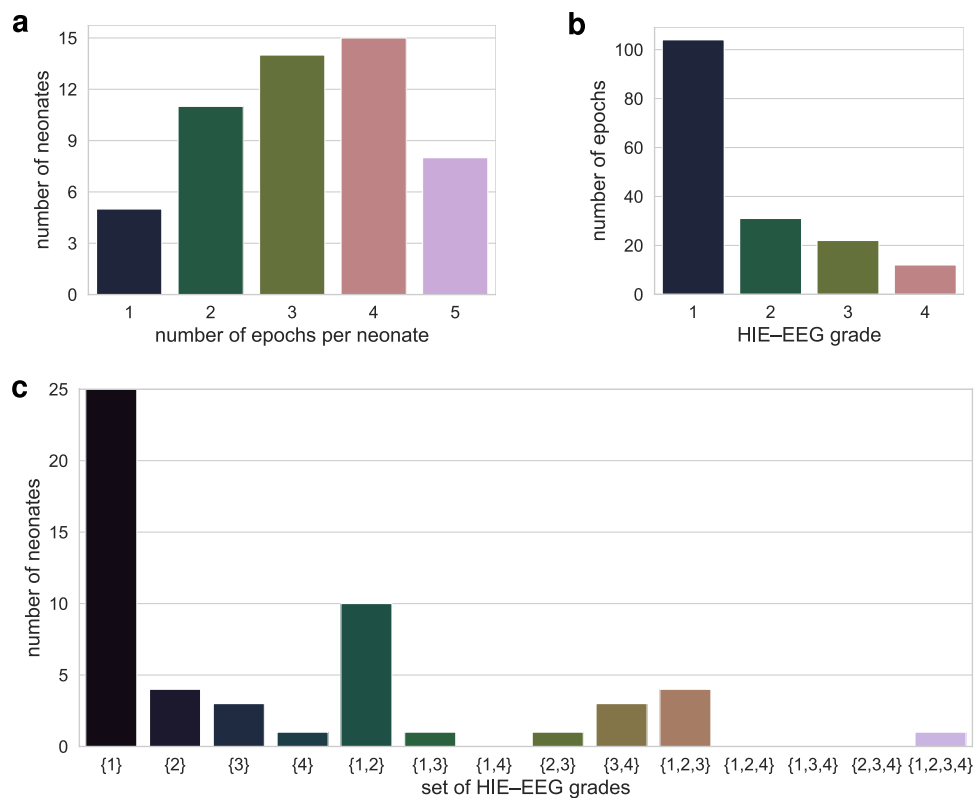 a
15
12
9
6
3
0
number of neonates
1 2 3 4 5
number of epochs per neonate
b
100
80
60
40
20
0
number of epochs
1 2 3 4
HIE–EEG grade
c
25
20
15
10
5
0
number of neonates
{1} {2} {3} {4} {1,2} {1,3} {1,4} {2,3} {3,4} {1,2,3} {1,2,4} {1,3,4} {2,3,4} {1,2,3,4}
set of HIE–EEG grades